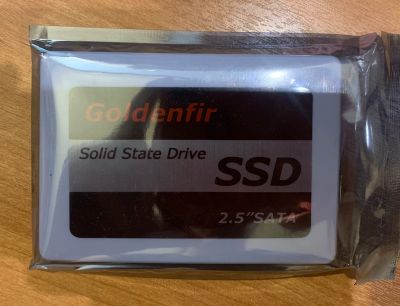 Goldenfir
Solid State Drive
SSD
2.5"SATA